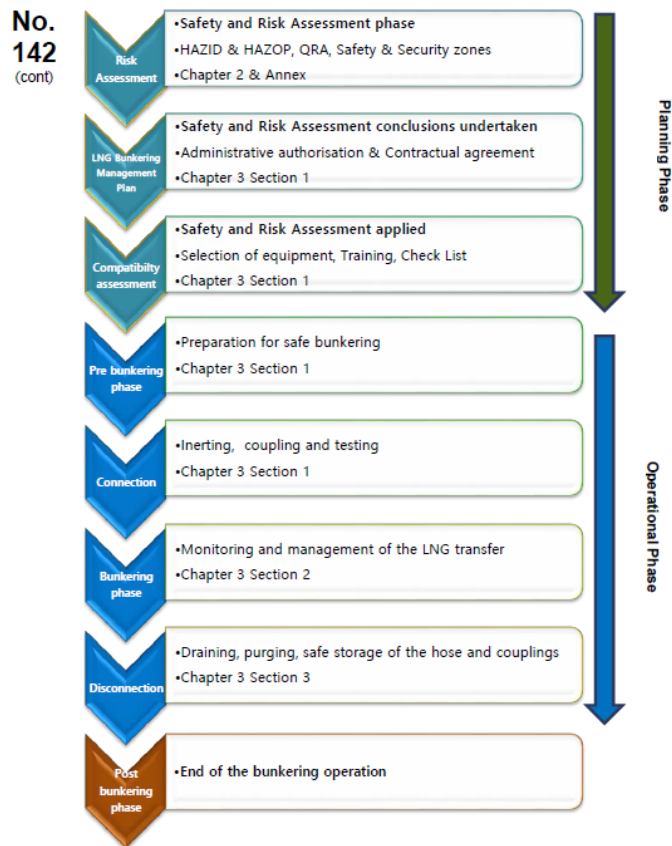 No.
142
(cont)
Risk
Assessment
•Safety and Risk Assessment phase
•HAZID & HAZOP, QRA, Safety & Security zones
•Chapter 2 & Annex
LNG Bunkering
Management
Plan
•Safety and Risk Assessment conclusions undertaken
•Administrative authorisation & Contractual agreement
•Chapter 3 Section 1
Compatibilty
assessment
•Safety and Risk Assessment applied
•Selection of equipment, Training, Check List
•Chapter 3 Section 1
Planning Phase
Pre bunkering
phase
•Preparation for safe bunkering
•Chapter 3 Section 1
Connection
•Inerting, coupling and testing
•Chapter 3 Section 1
Bunkering
phase
•Monitoring and management of the LNG transfer
•Chapter 3 Section 2
Disconnection
•Draining, purging, safe storage of the hose and couplings
•Chapter 3 Section 3
Operational Phase
Post
bunkering
phase
•End of the bunkering operation